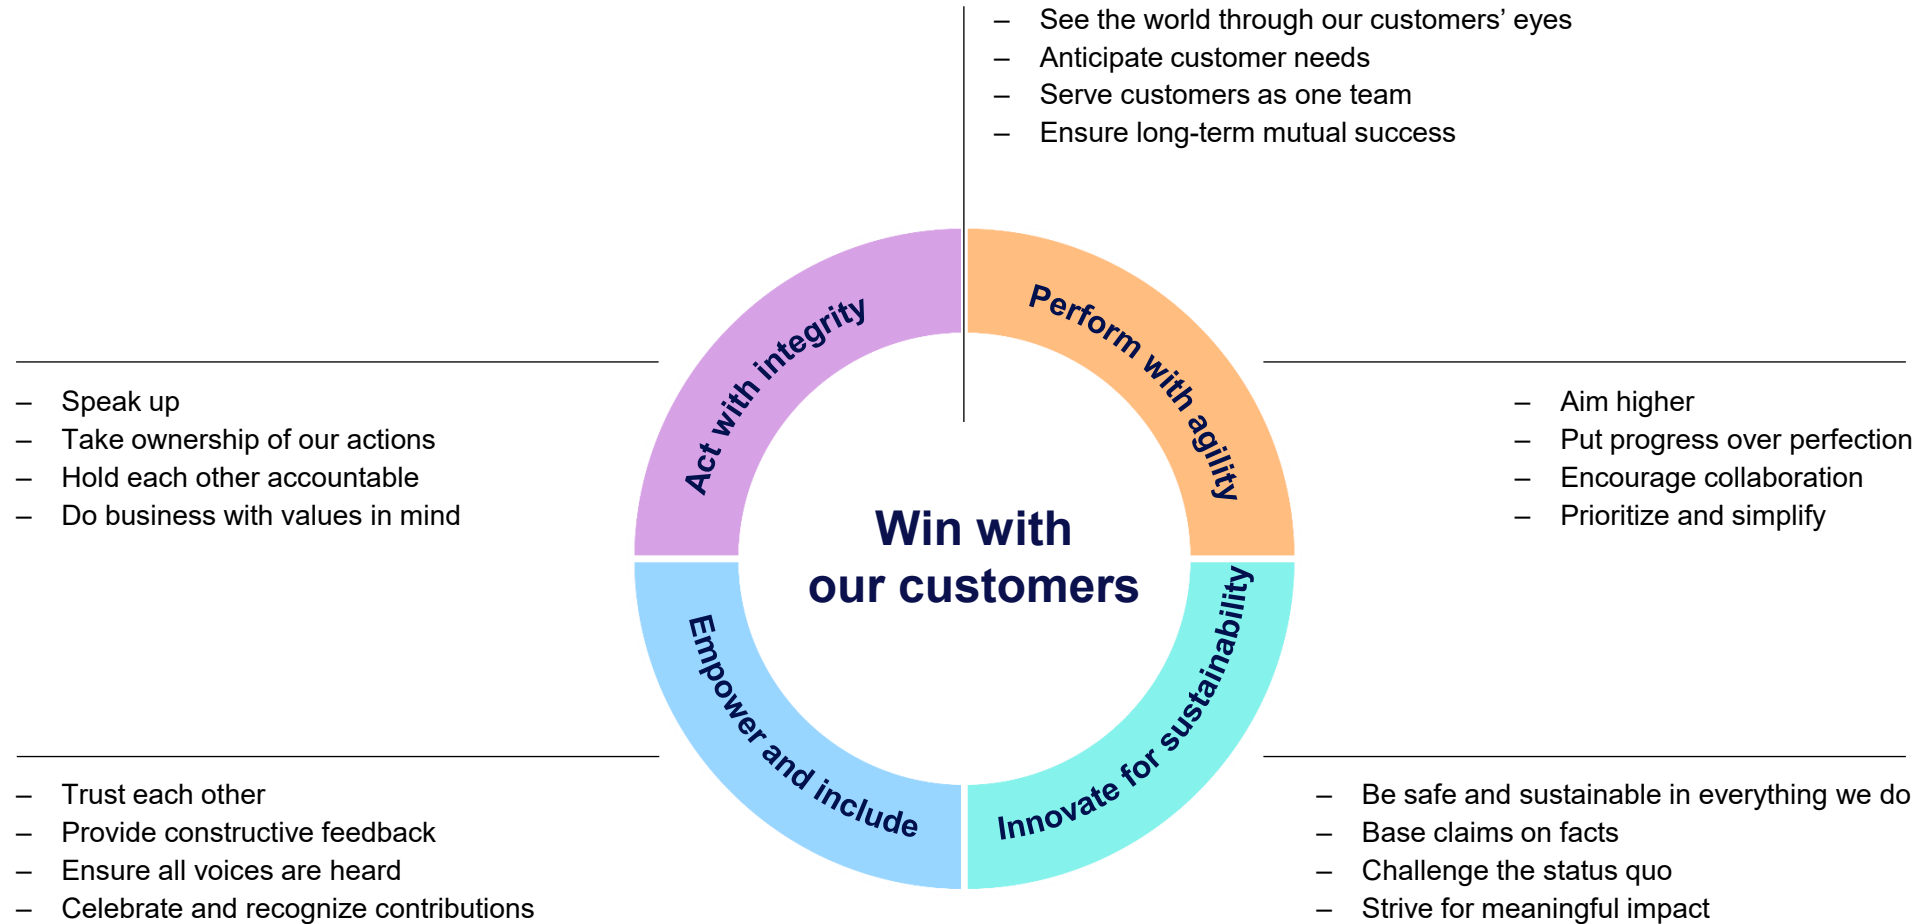 – See the world through our customers’ eyes
– Anticipate customer needs
– Serve customers as one team
– Ensure long-term mutual success
Act with integrity
– Speak up
– Take ownership of our actions
– Hold each other accountable
– Do business with values in mind
Perform with agility
– Aim higher
– Put progress over perfection
– Encourage collaboration
– Prioritize and simplify
Win with
our customers
Empower and include
– Trust each other
– Provide constructive feedback
– Ensure all voices are heard
– Celebrate and recognize contributions
Innovate for sustainability
– Be safe and sustainable in everything we do
– Base claims on facts
– Challenge the status quo
– Strive for meaningful impact